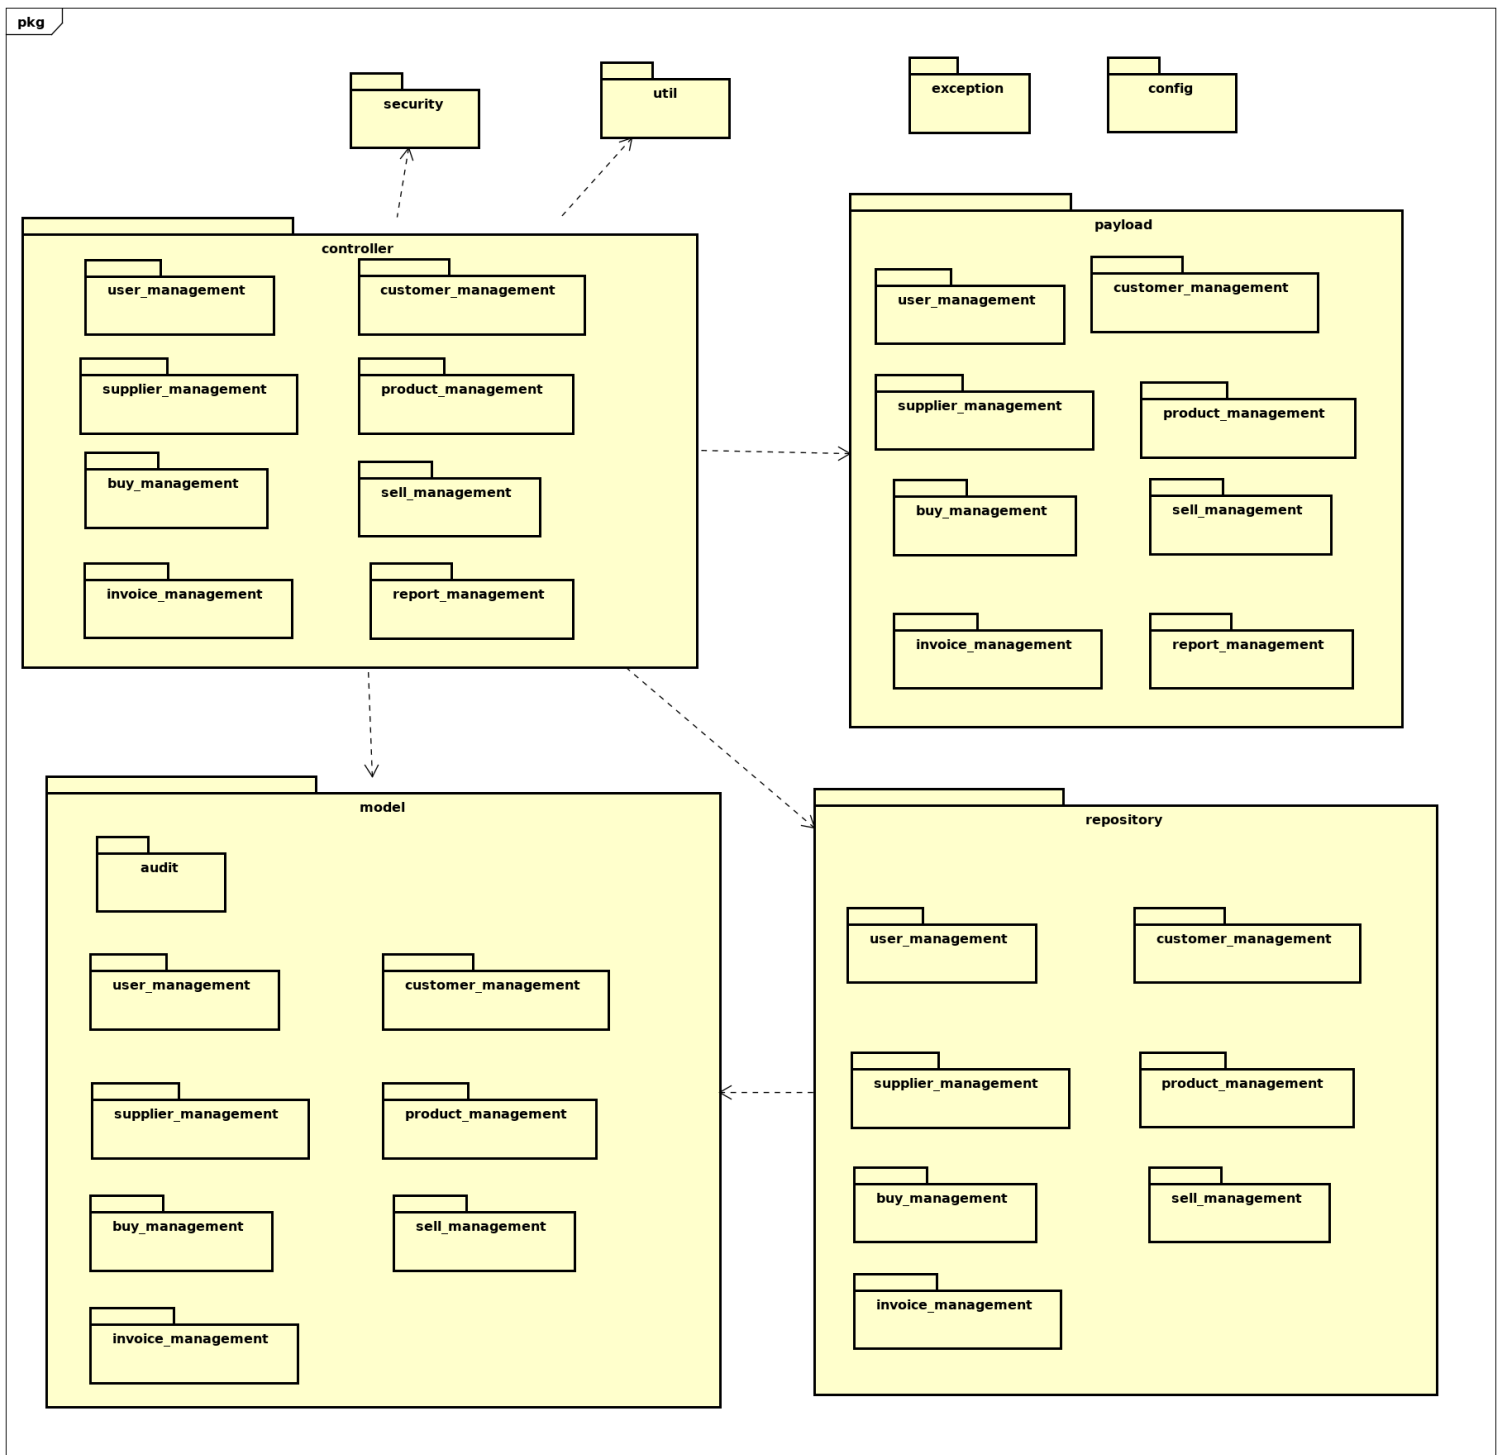 pkg
security
util
exception
config
controller
user_management
customer_management
supplier_management
product_management
buy_management
sell_management
invoice_management
report_management
payload
user_management
customer_management
supplier_management
product_management
buy_management
sell_management
invoice_management
report_management
model
audit
user_management
customer_management
supplier_management
product_management
buy_management
sell_management
invoice_management
repository
user_management
customer_management
supplier_management
product_management
buy_management
sell_management
invoice_management